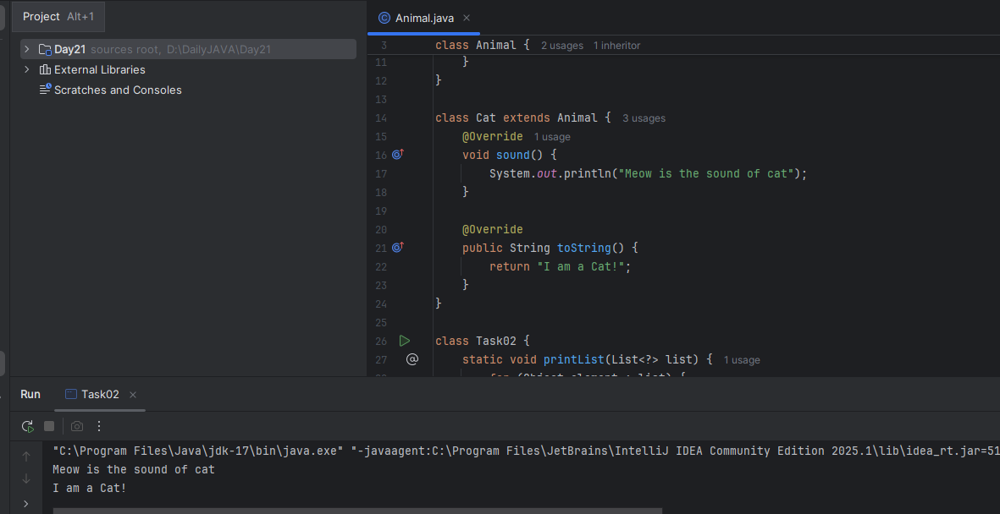 Project Alt+1
Day21 sources root, D:\DailyJAVA\Day21
External Libraries
Scratches and Consoles
Animal.java
3 class Animal { 2 usages 1 inheritor
11 }
12 }
13
14 class Cat extends Animal { 3 usages
15 @Override 1 usage
16 void sound() {
17 System.out.println("Meow is the sound of cat");
18 }
19
20 @Override
21 public String toString() {
22 return "I am a Cat!";
23 }
24 }
25
26 class Task02 {
27 @ static void printList(List<?> list) { 1 usage
28 for (Object element : list) {
Run Task02
"C:\Program Files\Java\jdk-17\bin\java.exe" "-javaagent:C:\Program Files\JetBrains\IntelliJ IDEA Community Edition 2025.1\lib\idea_rt.jar=51
Meow is the sound of cat
I am a Cat!